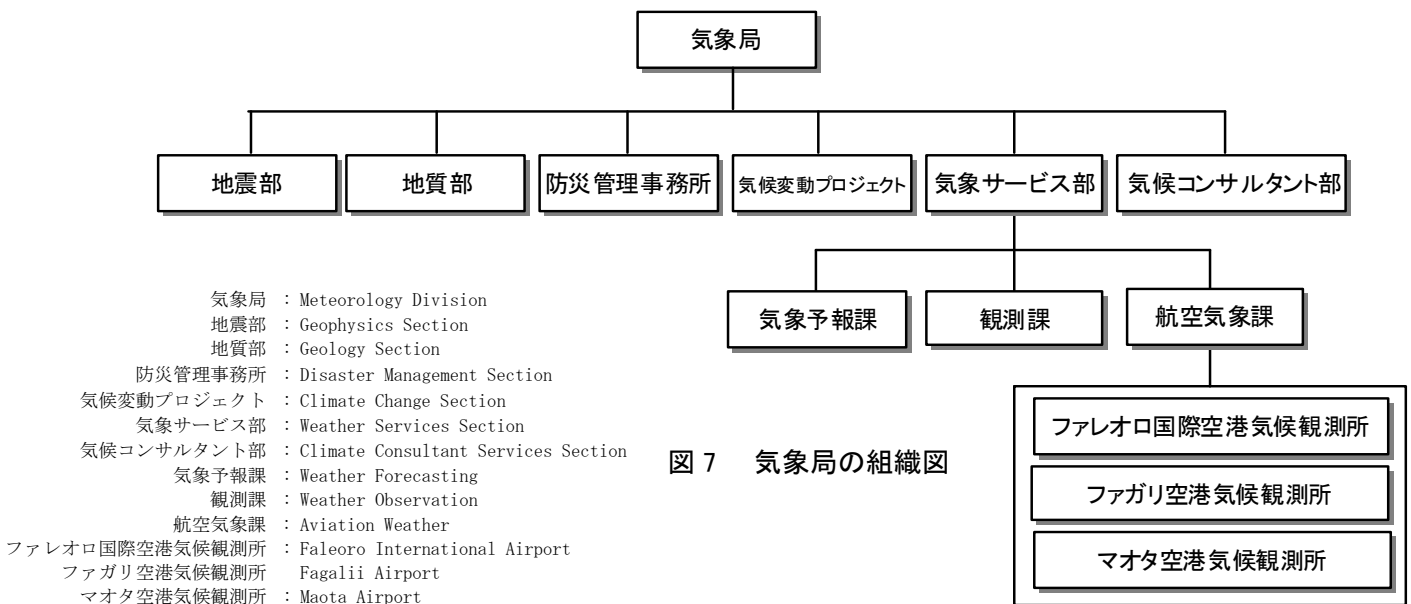 気象局
地震部
地質部
防災管理事務所
気候変動プロジェクト
気象サービス部
気候コンサルタント部
気象予報課
観測課
航空気象課
ファレオロ国際空港気候観測所
ファガリ空港気候観測所
マオタ空港気候観測所
気象局 : Meteorology Division
地震部 : Geophysics Section
地質部 : Geology Section
防災管理事務所 : Disaster Management Section
気候変動プロジェクト : Climate Change Section
気象サービス部 : Weather Services Section
気候コンサルタント部 : Climate Consultant Services Section
気象予報課 : Weather Forecasting
観測課 : Weather Observation
航空気象課 : Aviation Weather
ファレオロ国際空港気候観測所 : Faleoro International Airport
ファガリ空港気候観測所 Fagalii Airport
マオタ空港気候観測所 : Maota Airport
図 7 気象局の組織図